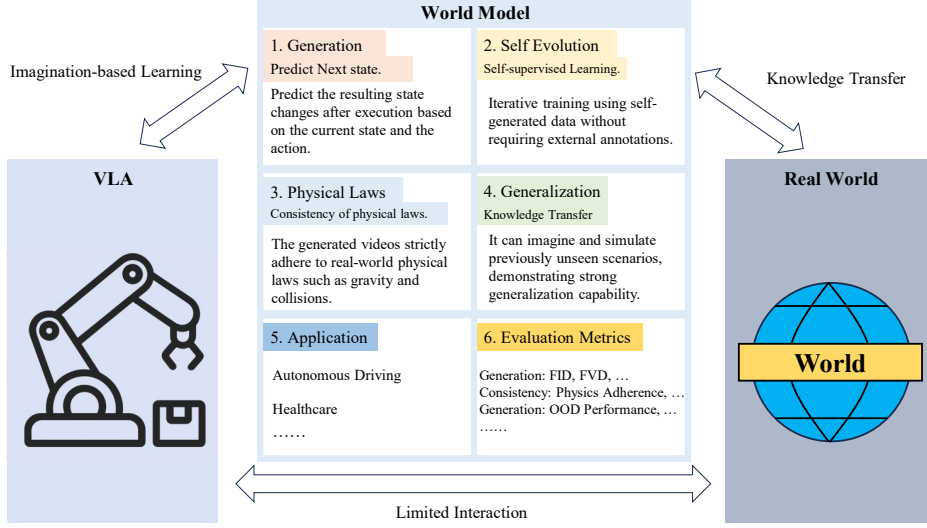 World Model
Imagination-based Learning
Knowledge Transfer
1. Generation
Predict Next state.
Predict the resulting state
changes after execution based
on the current state and the
action.
2. Self Evolution
Self-supervised Learning.
Iterative training using self-
generated data without
requiring external annotations.
VLA
3. Physical Laws
Consistency of physical laws.
The generated videos strictly
adhere to real-world physical
laws such as gravity and
collisions.
4. Generalization
Knowledge Transfer
It can imagine and simulate
previously unseen scenarios,
demonstrating strong
generalization capability.
Real World
World
5. Application
Autonomous Driving
Healthcare
……
6. Evaluation Metrics
Generation: FID, FVD, …
Consistency: Physics Adherence, …
Generation: OOD Performance, …
……
Limited Interaction